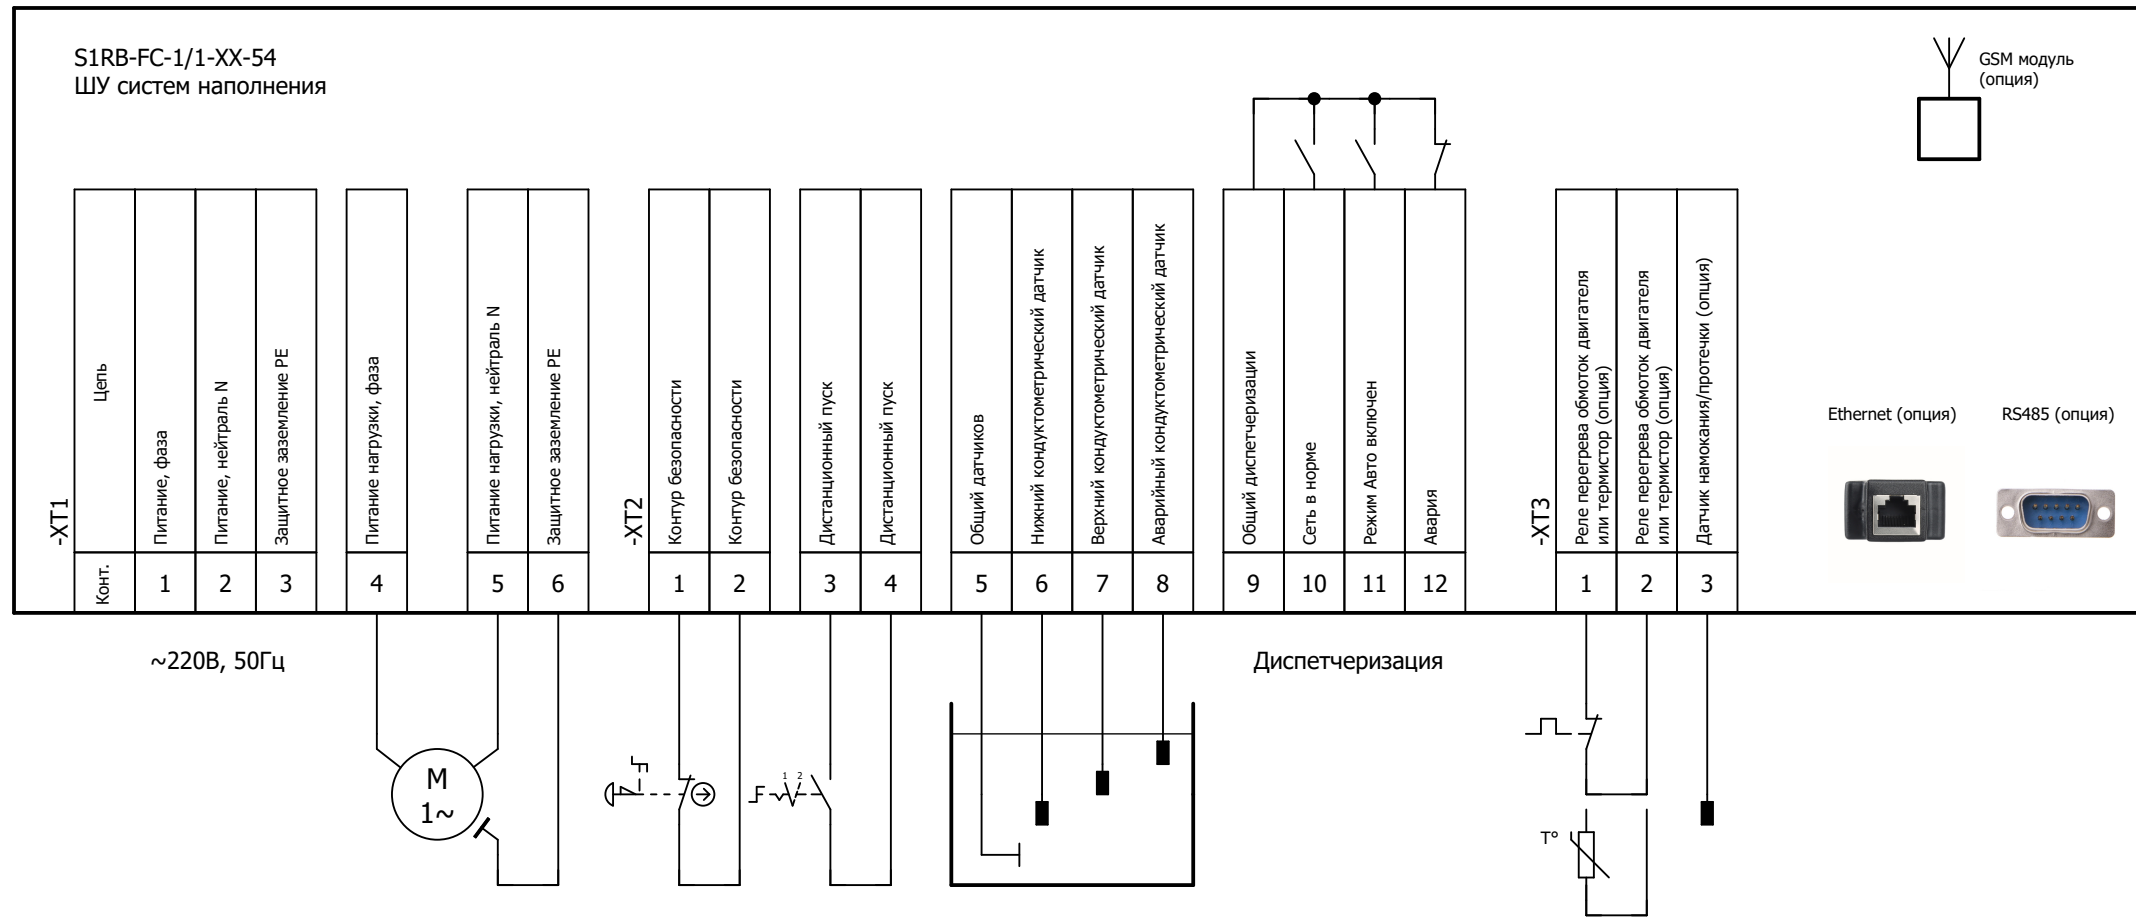 S1RB-FC-1/1-XX-54
ШУ систем наполнения
GSM модуль
(опция)
-XT1
Цепь
Питание, фаза
Питание, нейтраль N
Защитное заземление PE
Питание нагрузки, фаза
Питание нагрузки, нейтраль N
Защитное заземление PE
-XT2
Контур безопасности
Контур безопасности
Дистанционный пуск
Дистанционный пуск
Общий датчиков
Нижний кондуктометрический датчик
Верхний кондуктометрический датчик
Аварийный кондуктометрический датчик
Общий диспетчеризации
Сеть в норме
Режим Авто включен
Авария
-XT3
Реле перегрева обмоток двигателя
или термистор (опция)
Реле перегрева обмоток двигателя
или термистор (опция)
Датчик намокания/протечки (опция)
Ethernet (опция)
RS485 (опция)
Конт.
1
2
3
4
5
6
1
2
3
4
5
6
7
8
9
10
11
12
1
2
3
~220В, 50Гц
Диспетчеризация
M
1~
1 2
T°